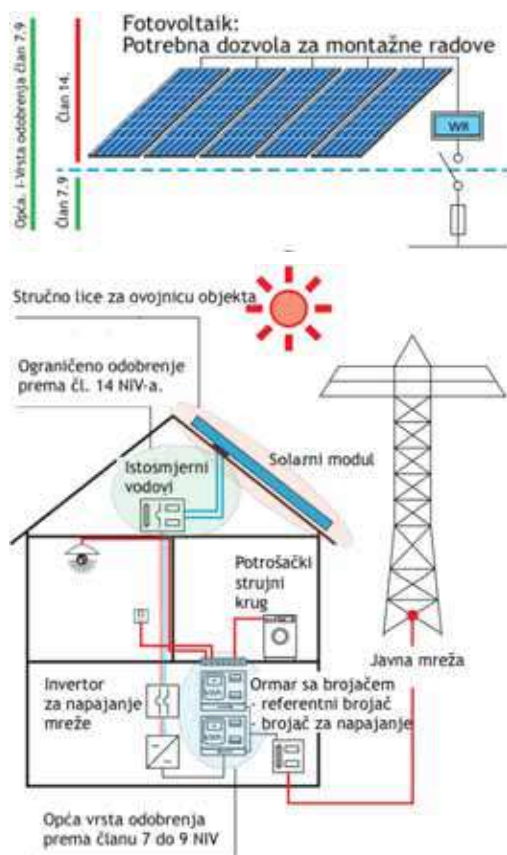 Fotovoltaik:
Potrebna dozvola za montažne radove
Opća. I-Vrsta odobrenja član 7.9
Član 14.
Član 7.9
WR
Stručno lice za ovojnicu objekta
Ograničeno odobrenje
prema čl. 14 NIV-a.
Istosmjerni
vodovi
Solarni modul
Potrošački
strujni
krug
Javna mreža
Invertor
za napajanje
mreže
Ormar sa brojačem
- referentni brojač
- brojač za napajanje
Opća vrsta odobrenja
prema članu 7 do 9 NIV